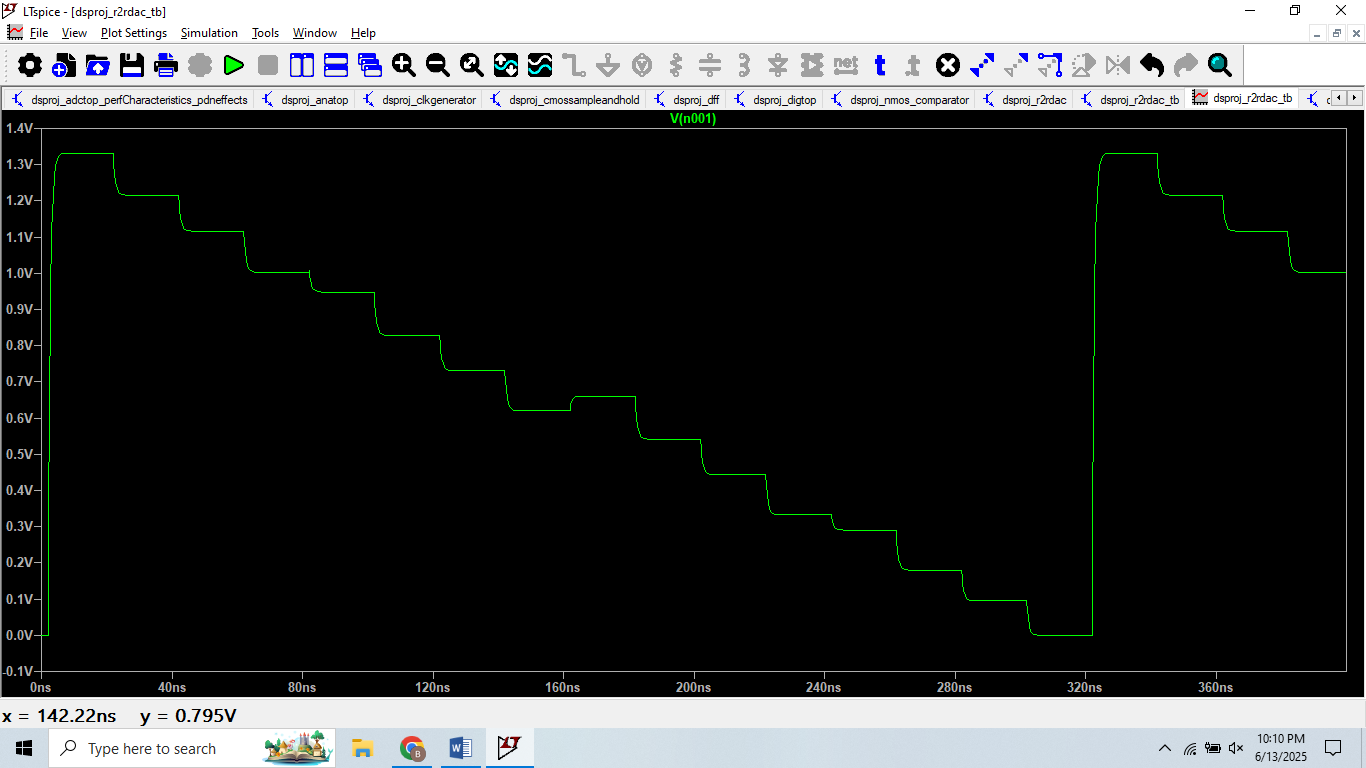 LTspice - [dsproj_r2rdac_tb]
File View Plot Settings Simulation Tools Window Help
net
dsproj_adctop_perfCharacteristics_pdneffects dsproj_anatop dsproj_clkgenerator dsproj_cmossampleandhold dsproj_dff dsproj_digtop dsproj_nmos_comparator dsproj_r2rdac dsproj_r2rdac_tb dsproj_r2rdac_tb
V(n001)
1.4V
1.3V
1.2V
1.1V
1.0V
0.9V
0.8V
0.7V
0.6V
0.5V
0.4V
0.3V
0.2V
0.1V
0.0V
-0.1V
0ns 40ns 80ns 120ns 160ns 200ns 240ns 280ns 320ns 360ns
x = 142.22ns y = 0.795V
Type here to search
10:10 PM
6/13/2025